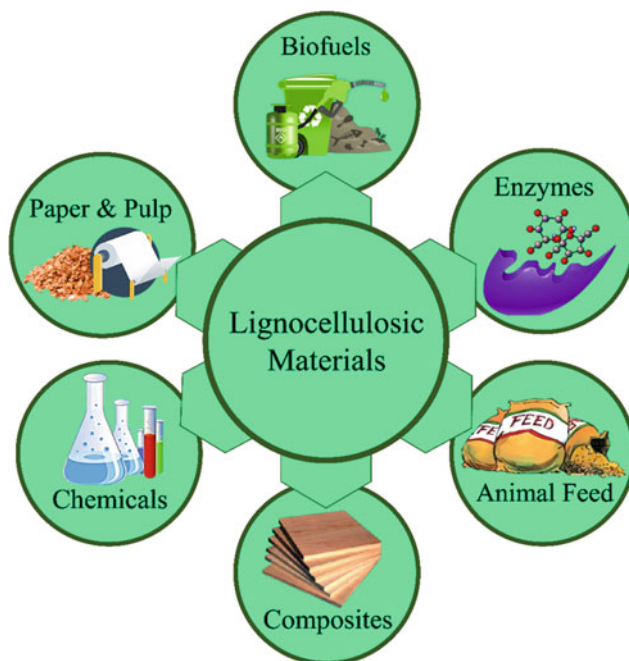 Biofuels
Paper & Pulp
Enzymes
Lignocellulosic
Materials
FEED
Chemicals
Animal Feed
Composites